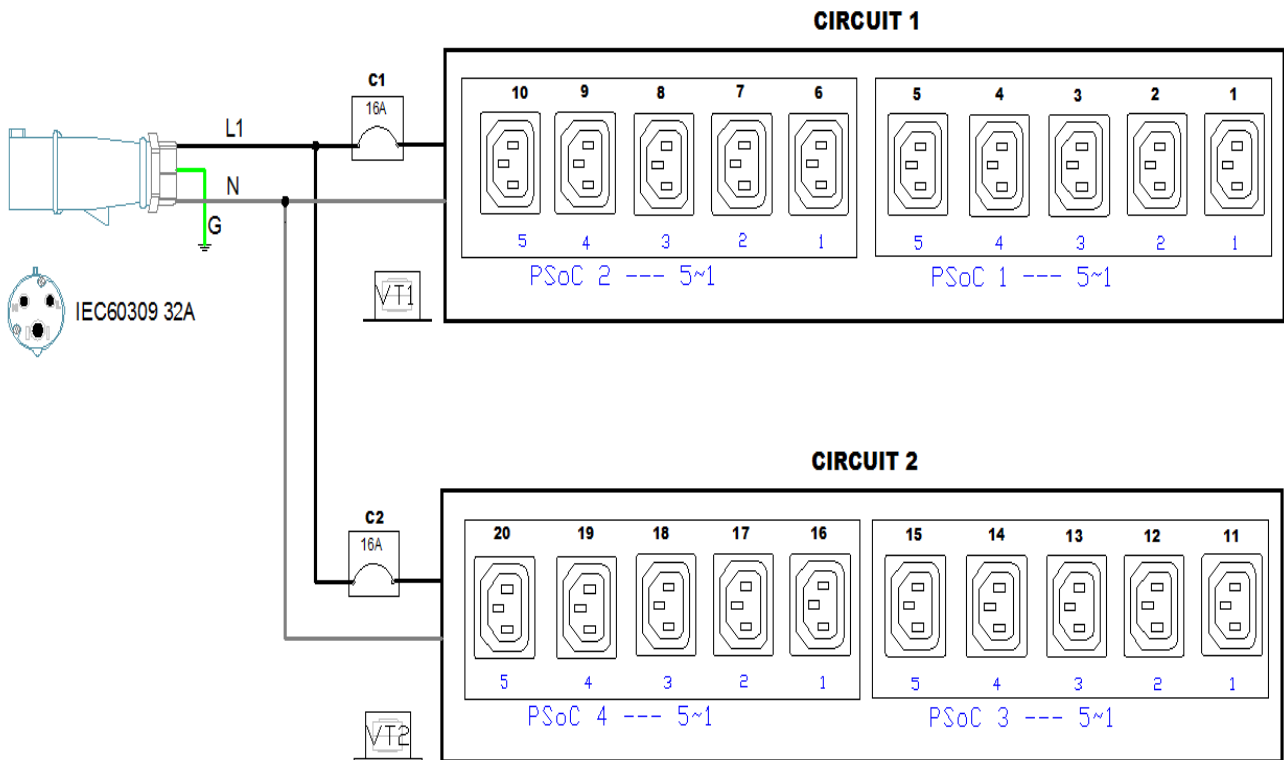 CIRCUIT 1
C1
16A
10 9 8 7 6 5 4 3 2 1
L1
N
G
5 4 3 2 1 5 4 3 2 1
PSoC 2 --- 5~1 PSoC 1 --- 5~1
VT1
IEC60309 32A
CIRCUIT 2
C2
16A
20 19 18 17 16 15 14 13 12 11
5 4 3 2 1 5 4 3 2 1
PSoC 4 --- 5~1 PSoC 3 --- 5~1
VT2